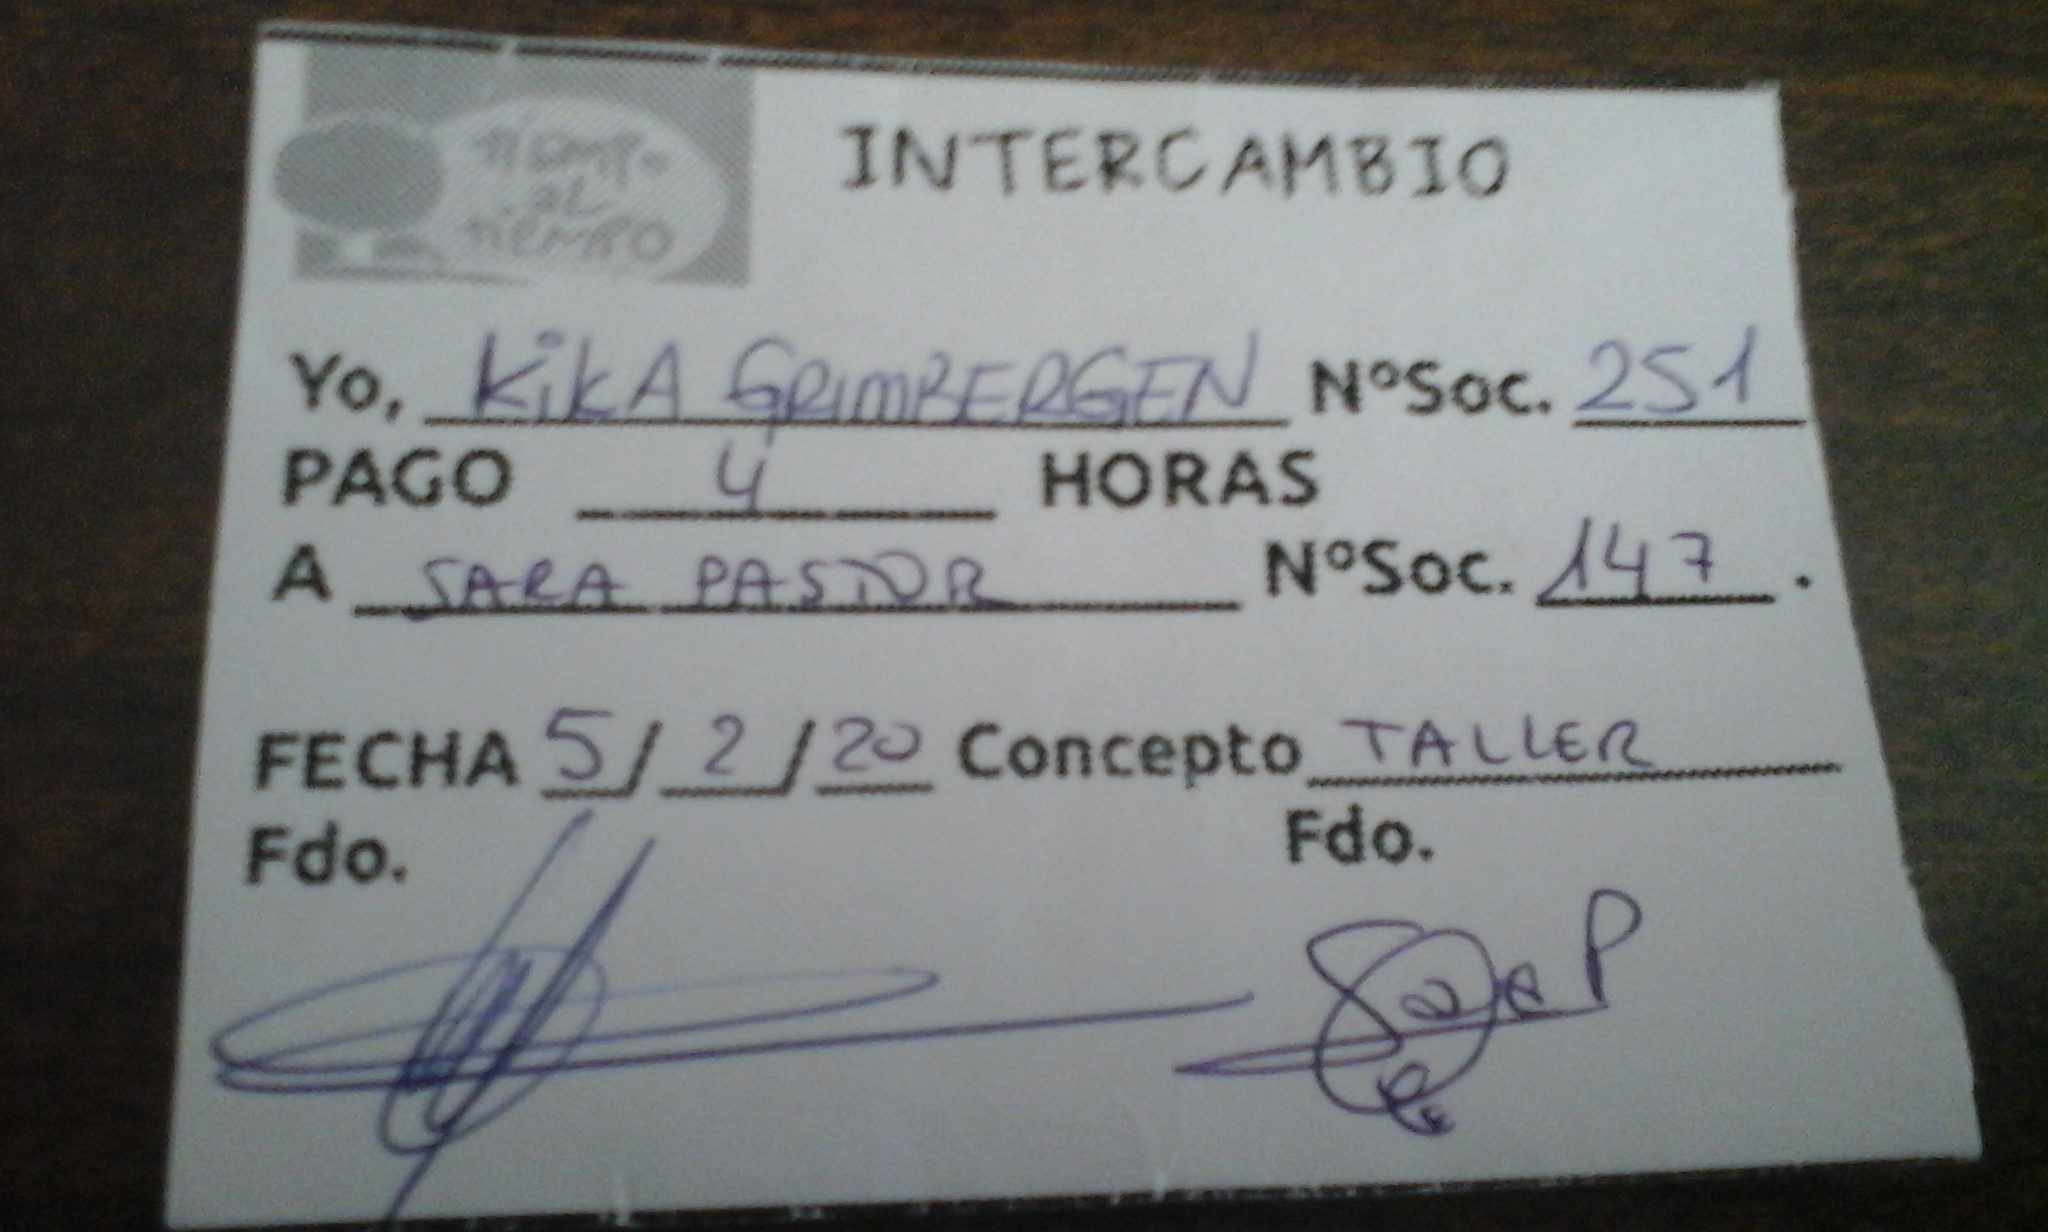 TIEMPO
AL
TIEMPO
INTERCAMBIO
Yo, KiKA GRIMBERGEN NºSoc. 251
PAGO 4 HORAS
A SARA PASTOR NºSoc. 147.
FECHA 5/2/20 Concepto TALLER
Fdo. Fdo.